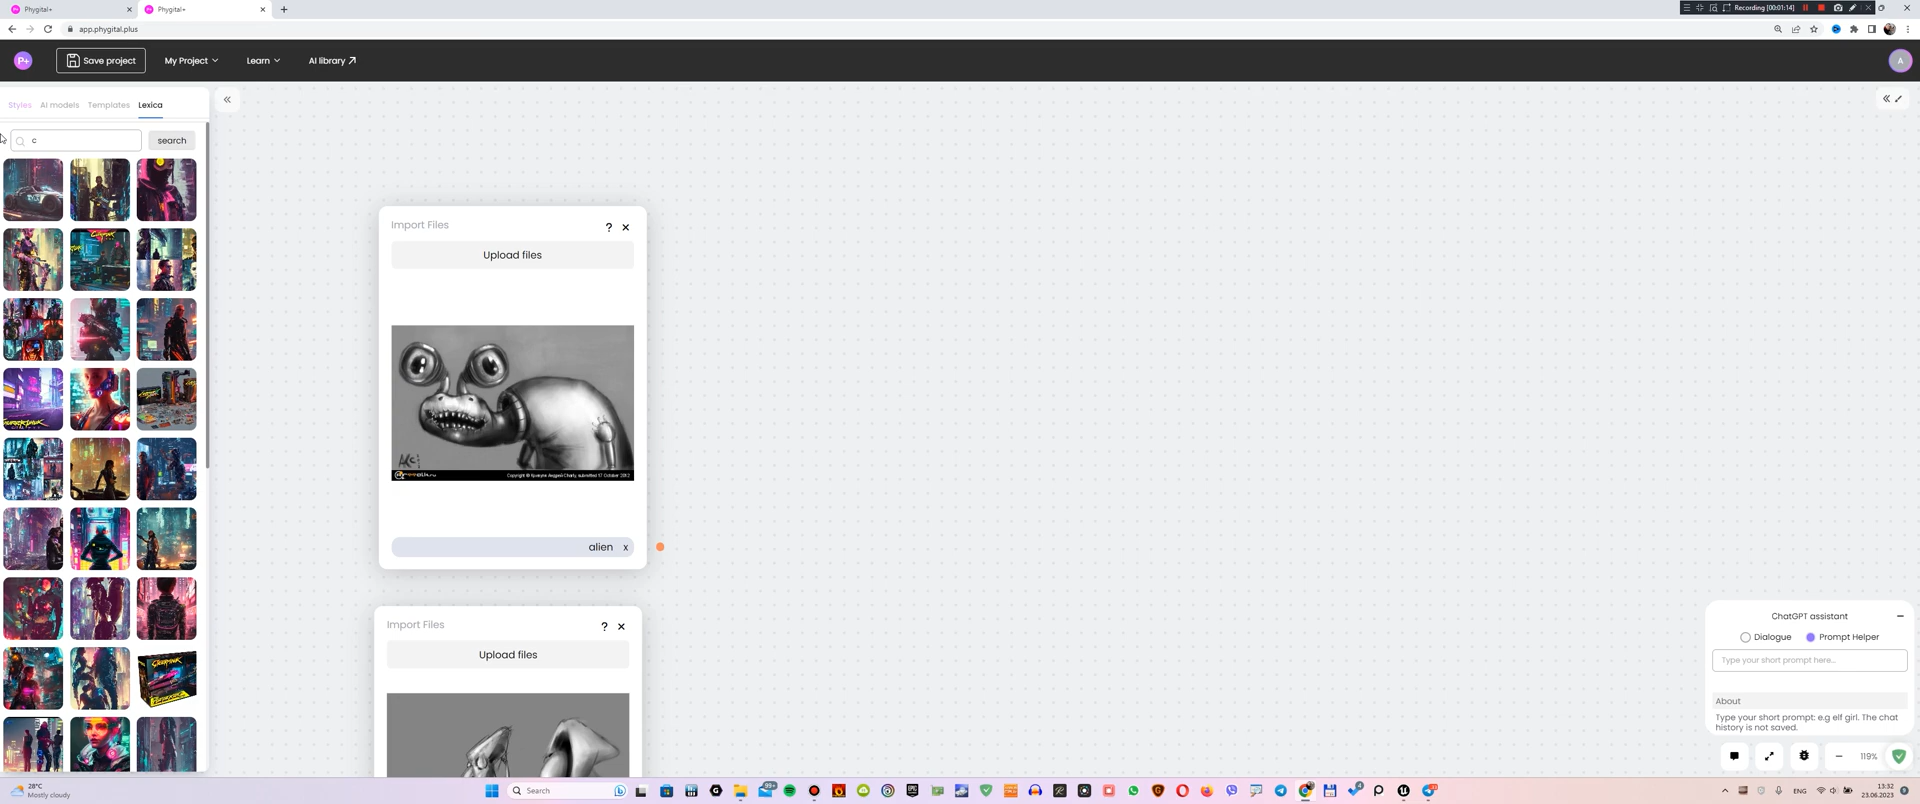 Phygital+
Phygital+
Recording [00:01:14]
app.phygital.plus
P+
Save project
My Project
Learn
AI library
A
Styles
AI models
Templates
Lexica
c
search
Import Files
?
Upload files
alien x
Import Files
?
Upload files
ChatGPT assistant
Dialogue
Prompt Helper
Type your short prompt here...
About
Type your short prompt: e.g elf girl. The chat
history is not saved.
119%
28°C
Mostly cloudy
Search
99+
ENG
13:32
23.06.2023